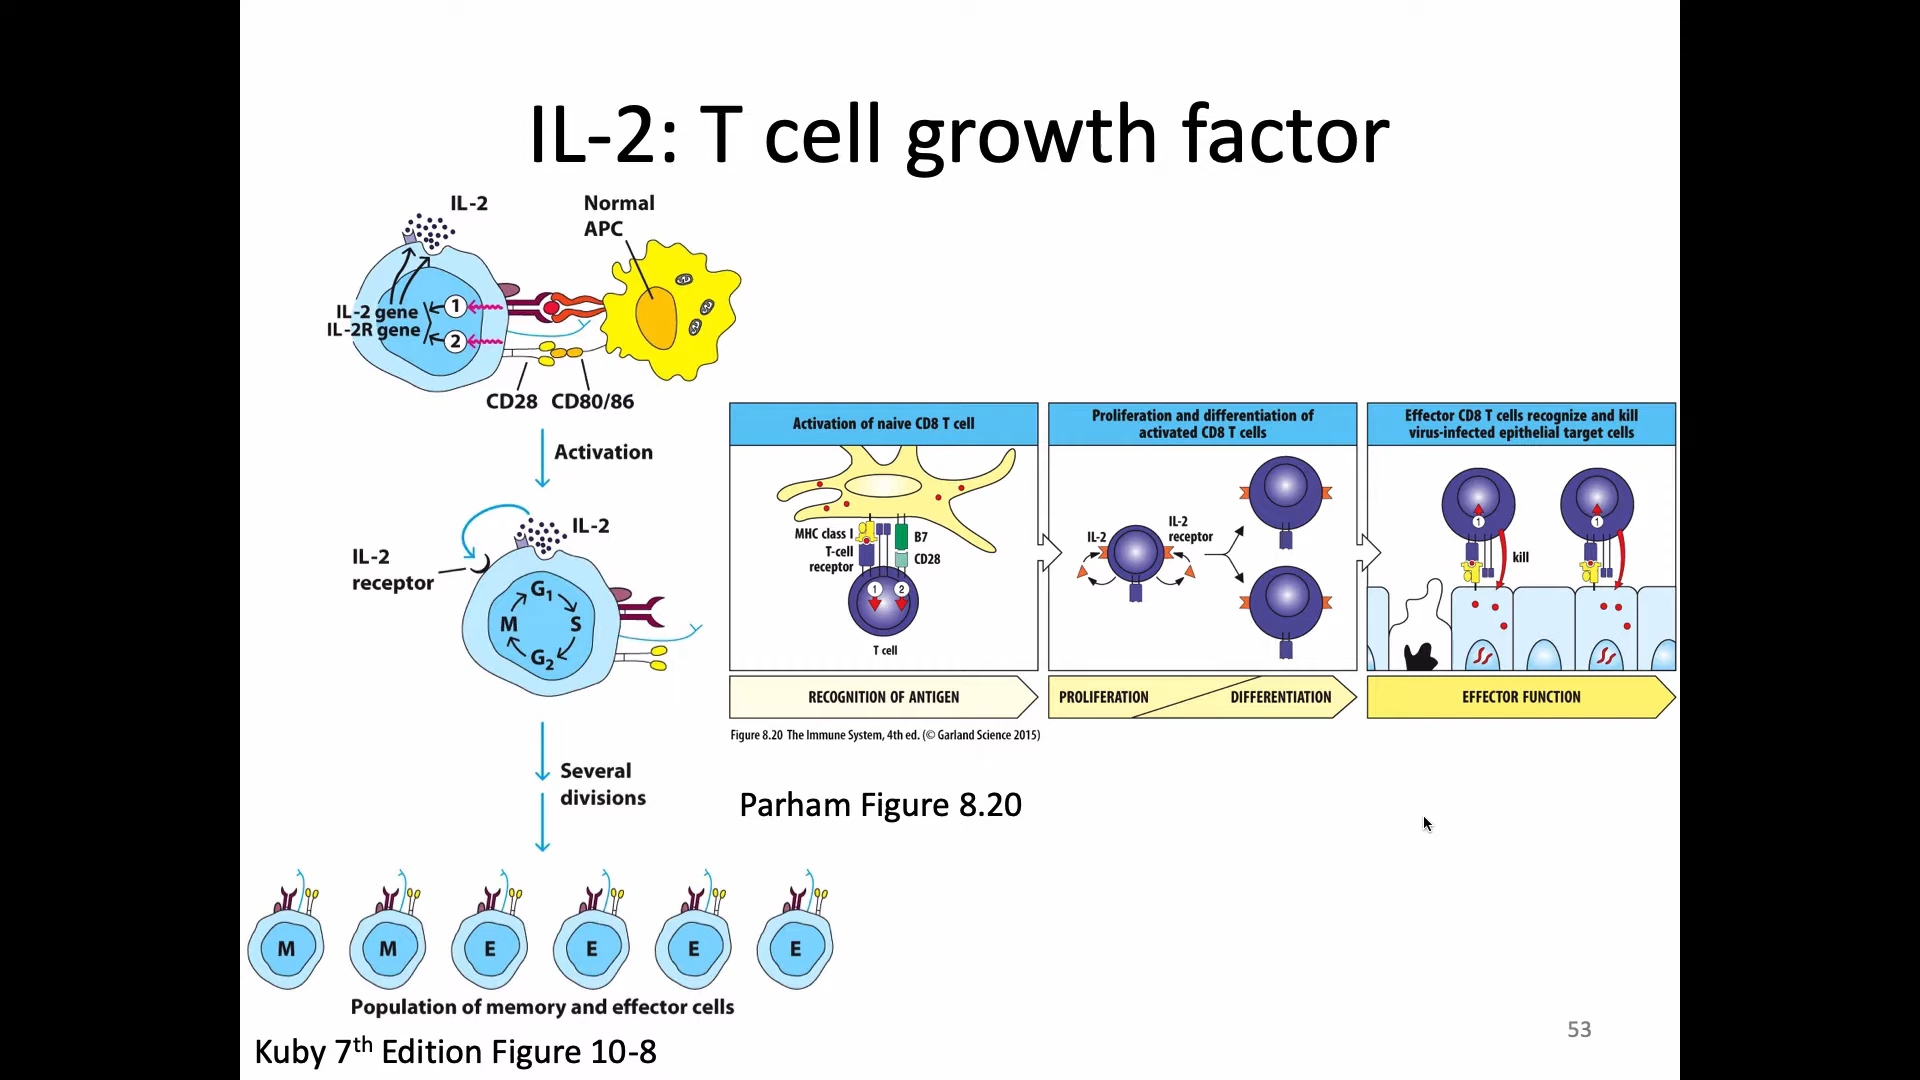 IL-2: T cell growth factor
IL-2
Normal
APC
IL-2 gene
IL-2R gene
1
2
CD28 CD80/86
Activation
IL-2
IL-2
receptor
G1
M S
G2
Several
divisions
M M E E E E
Population of memory and effector cells
Kuby 7th Edition Figure 10-8
Activation of naive CD8 T cell
MHC class I
T-cell
receptor
B7
CD28
1 2
T cell
RECOGNITION OF ANTIGEN
Proliferation and differentiation of
activated CD8 T cells
IL-2
IL-2
receptor
PROLIFERATION DIFFERENTIATION
Effector CD8 T cells recognize and kill
virus-infected epithelial target cells
1 1
kill
EFFECTOR FUNCTION
Figure 8.20 The Immune System, 4th ed. (© Garland Science 2015)
Parham Figure 8.20
53